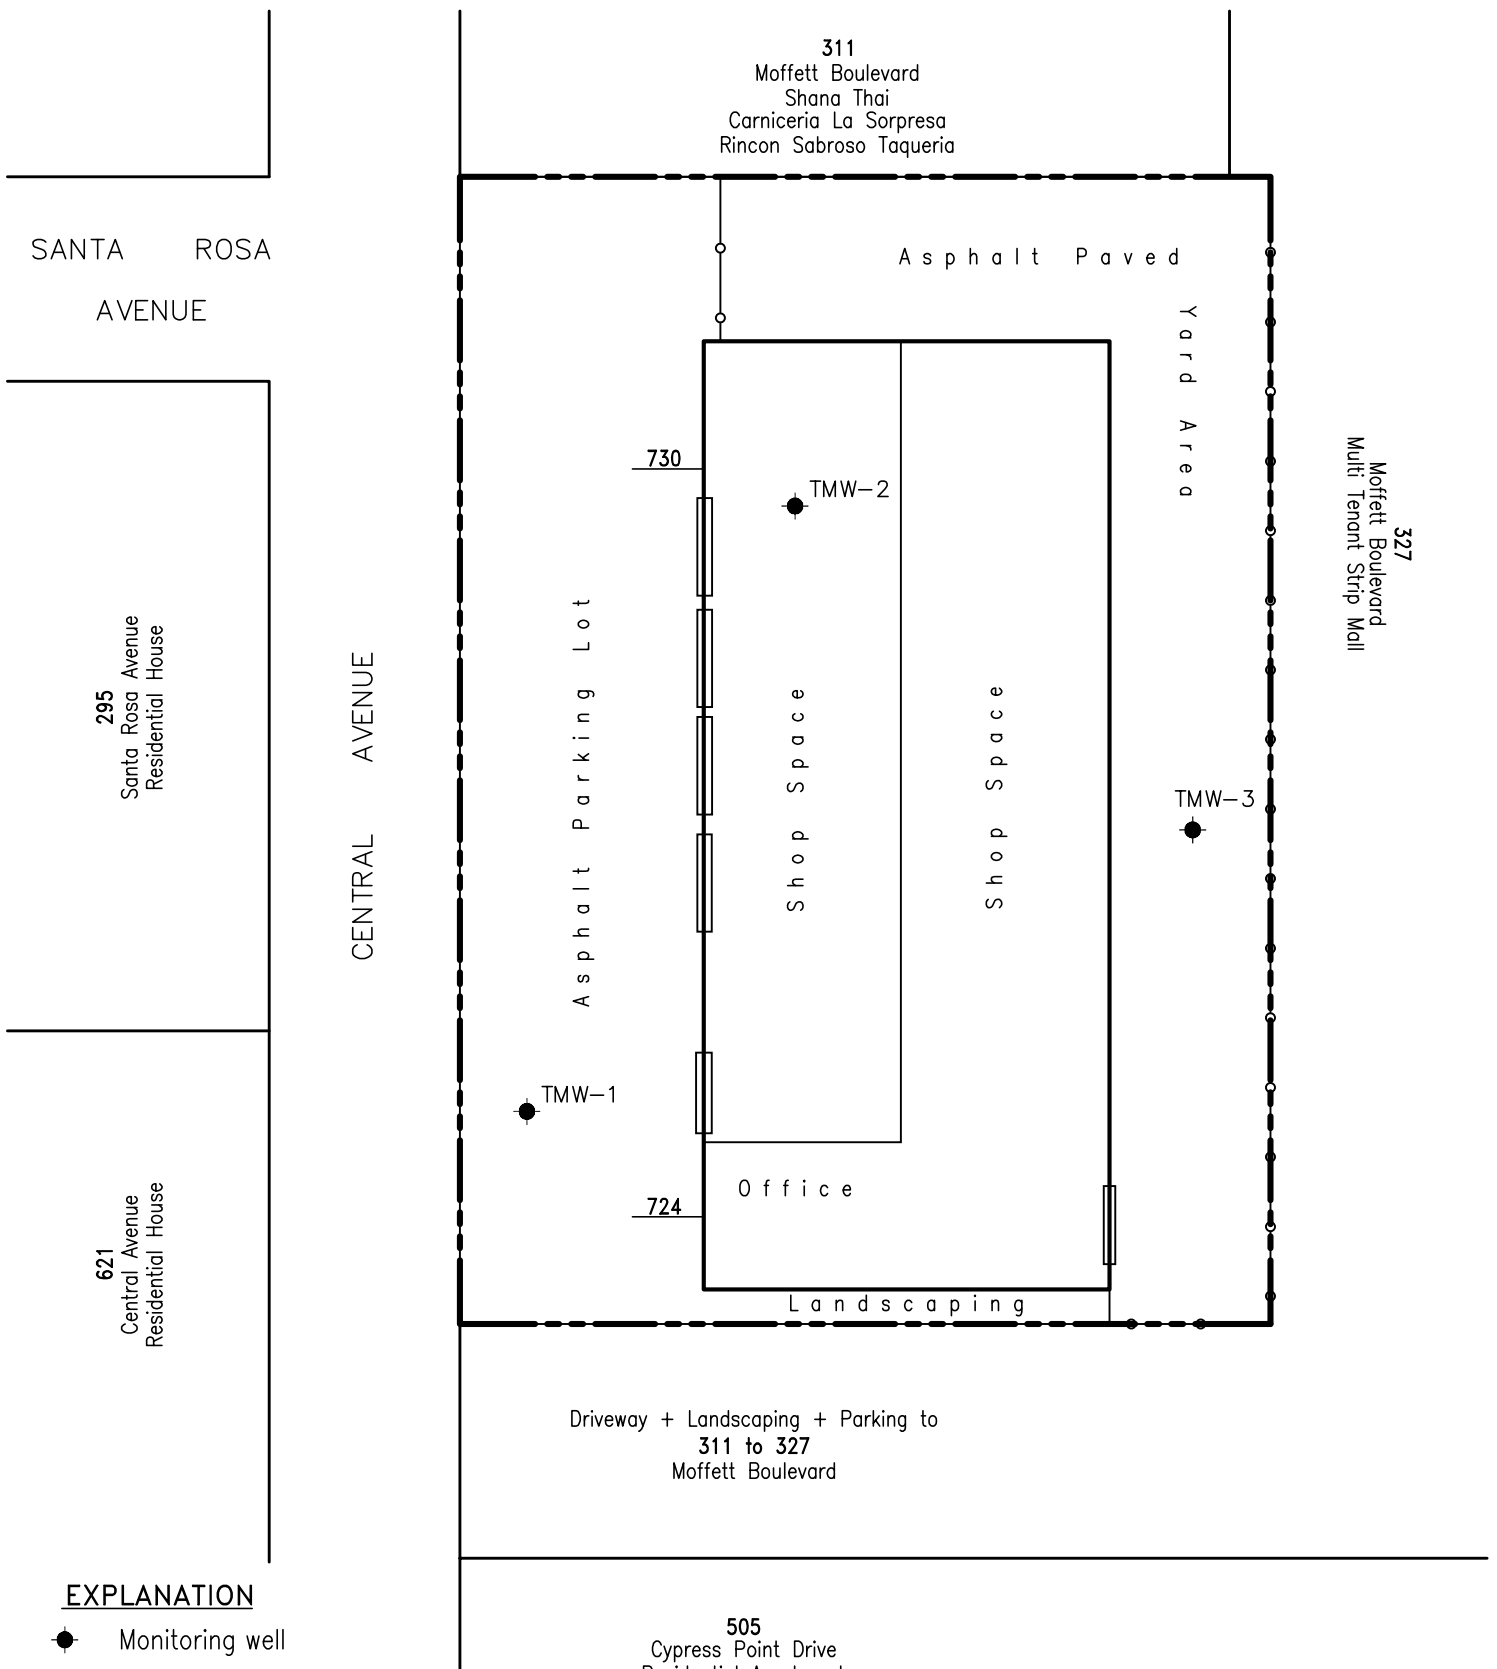 311
Moffett Boulevard
Shana Thai
Carniceria La Sorpresa
Rincon Sabroso Taqueria
SANTA ROSA
AVENUE
Asphalt Paved
Yard Area
730
TMW-2
327
Moffett Boulevard
Multi Tenant Strip Mall
295
Santa Rosa Avenue
Residential House
CENTRAL AVENUE
Asphalt Parking Lot
Shop Space
Shop Space
TMW-3
TMW-1
Office
724
621
Central Avenue
Residential House
Landscaping
Driveway + Landscaping + Parking to
311 to 327
Moffett Boulevard
EXPLANATION
Monitoring well
505
Cypress Point Drive